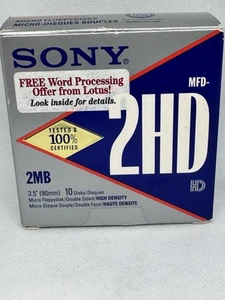 MICRO FLOPPYDISKS
MICRO-DISQUES SOUPLES
SONY
FREE Word Processing
Offer from Lotus!
Look inside for details.
MFD-
2HD
TESTED &
100%
CERTIFIED
2MB
HD
3.5" (90mm) 10 Disks/Disques
Micro Floppydisk/Double Sided/HIGH DENSITY
Micro-Disque Souple/Double Face/HAUTE DENSITE